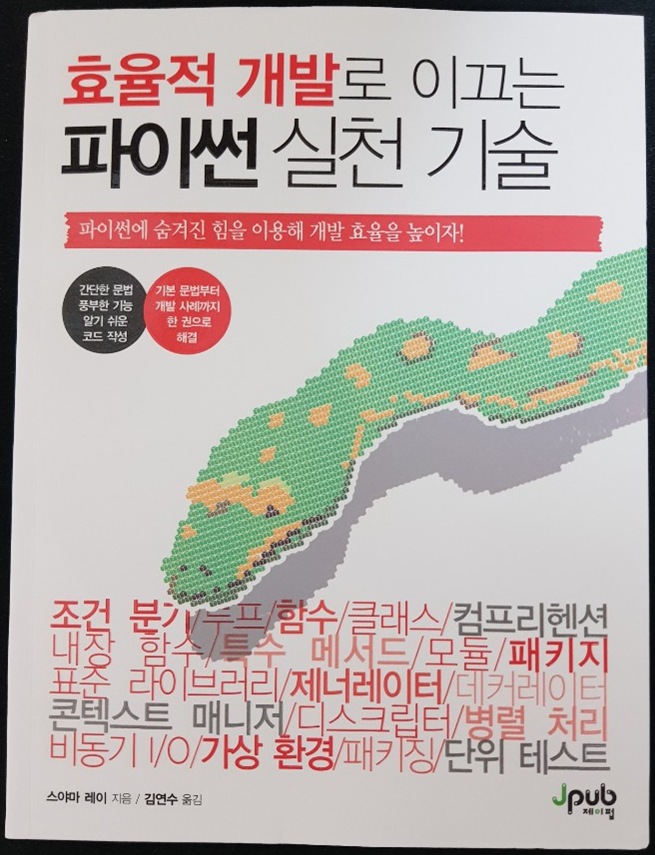 효율적 개발로 이끄는
파이썬 실천 기술
파이썬에 숨겨진 힘을 이용해 개발 효율을 높이자!
간단한 문법
풍부한 기능
알기 쉬운
코드 작성
기본 문법부터
개발 사례까지
한 권으로
해결
조건 분기/루프/함수/클래스/컴프리헨션
내장 함수/특수 메서드/모듈/패키지
표준 라이브러리/제너레이터/데커레이터
콘텍스트 매니저/디스크립터/병렬 처리
비동기 I/O/가상 환경/패키징/단위 테스트
스야마 레이 지음 / 김연수 옮김
Jpub
제이펍